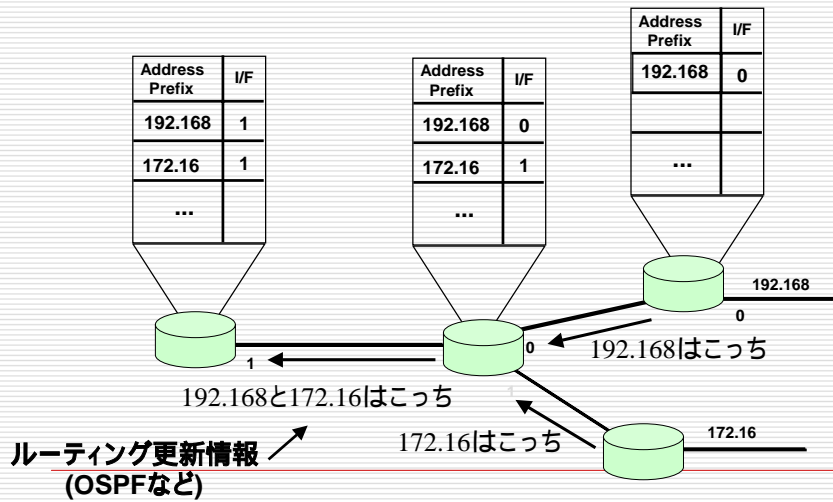 Address
Prefix
I/F
192.168
1
172.16
1
...
Address
Prefix
I/F
192.168
0
172.16
1
...
Address
Prefix
I/F
192.168
0
...
192.168
0
0
192.168はこっち
1
192.168と172.16はこっち
1
172.16はこっち
172.16
ルーティング更新情報
(OSPFなど)